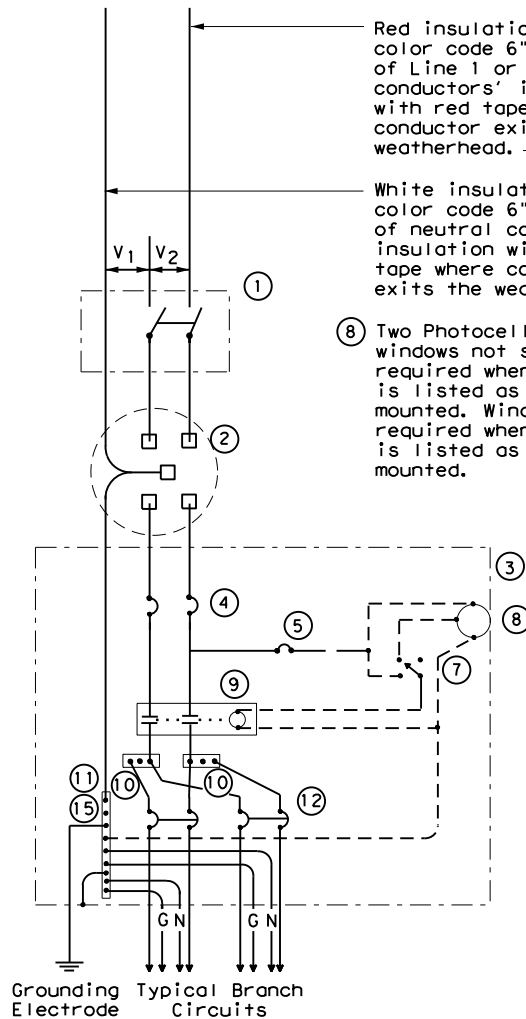 Red insulatio
color code 6"
of Line 1 or
conductors' i
with red tape
conductor exi
weatherhead.
White insulat
color code 6"
of neutral co
insulation wi
tape where co
exits the wea
V1 V2
1
8 Two Photocell
windows not s
required when
is listed as
mounted. Wind
required when
is listed as
mounted.
2
3
4
5
8
7
9
11
10 10
15
12
G N G N
Grounding Typical Branch
Electrode Circuits